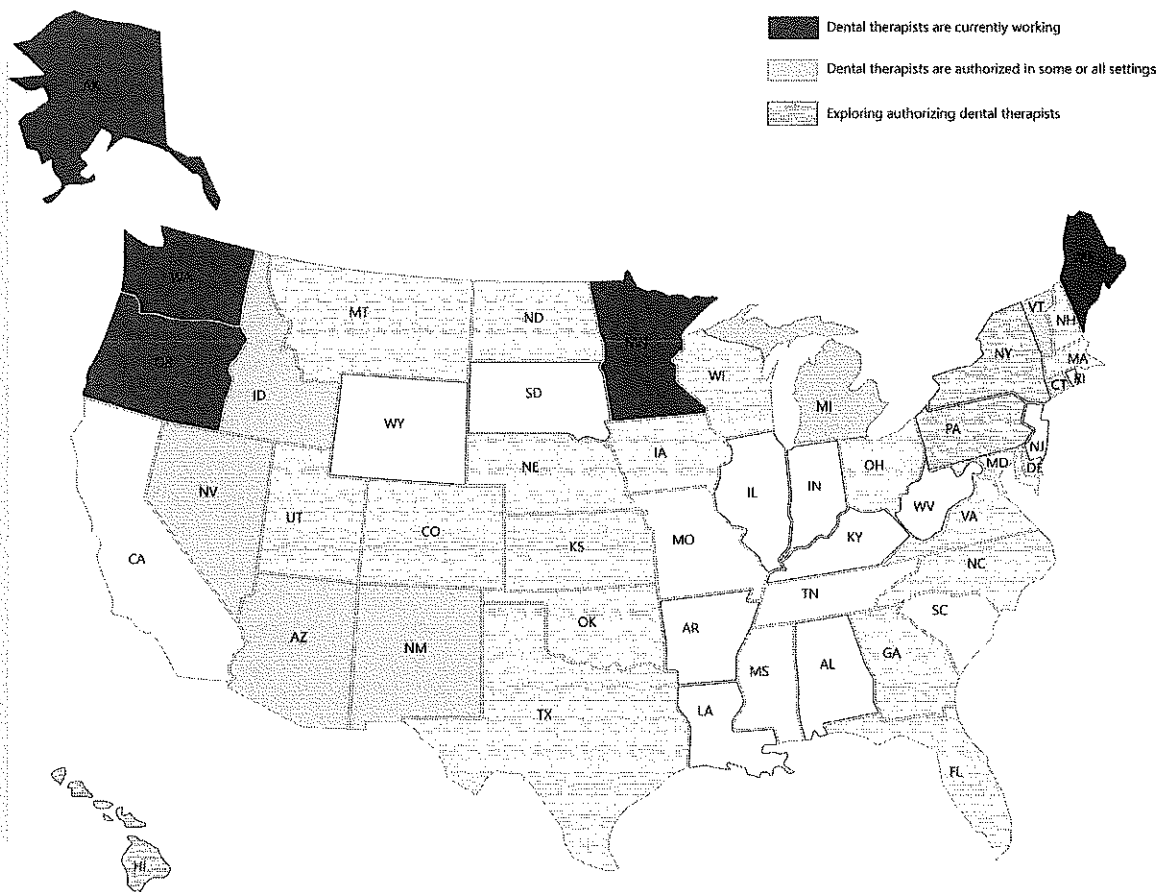 Dental therapists are currently working
Dental therapists are authorized in some or all settings
Exploring authorizing dental therapists
AK
WA
MT
ND
MN
VT
NH
OR
ID
SD
WI
NY
MA
CT
RI
WY
MI
PA
IA
NE
OH
NJ
MD
DE
NV
UT
CO
IL
IN
WV
VA
CA
KS
MO
KY
NC
TN
AZ
NM
OK
AR
SC
MS
AL
GA
TX
LA
FL
HI